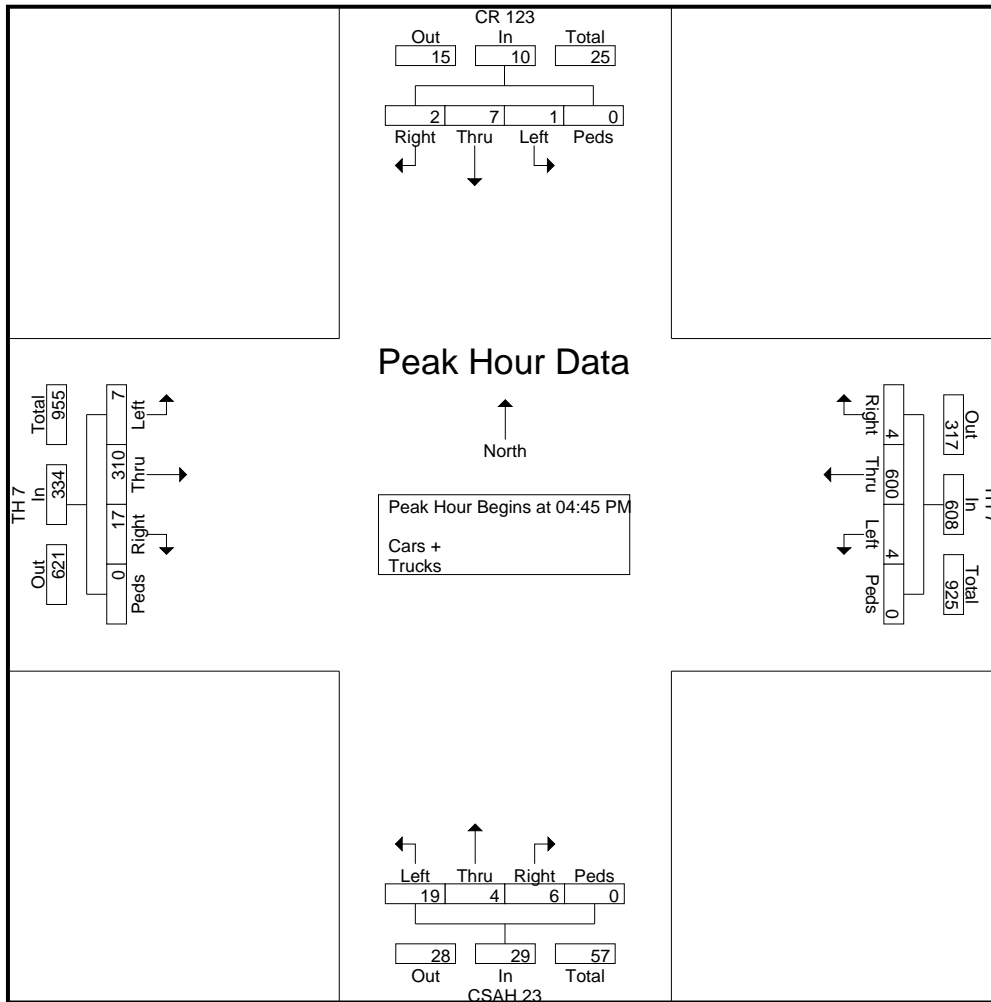 CR 123
Out In Total
15 10 25
2 7 1 0
Right Thru Left Peds
Peak Hour Data
North
Peak Hour Begins at 04:45 PM
Cars +
Trucks
TH 7
Out In Total
621 334 955
7 310 17 0
Left Thru Right Peds
TH 7
Out In Total
317 608 925
4 600 4 0
Right Thru Left Peds
Left Thru Right Peds
19 4 6 0
28 29 57
Out In Total
CSAH 23